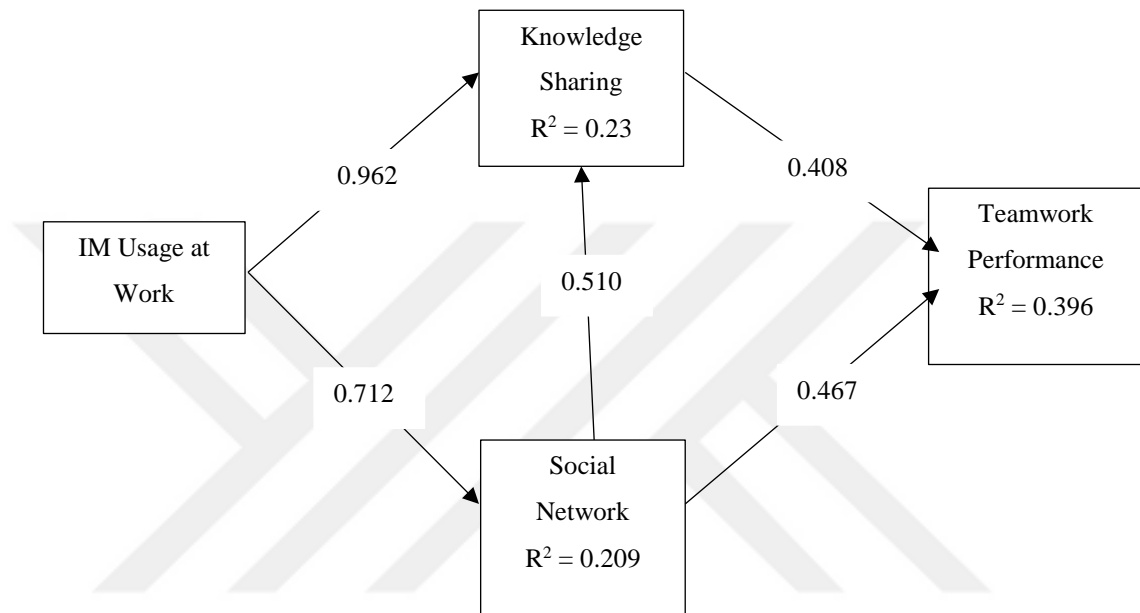 Knowledge
Sharing
R² = 0.23
0.962
0.408
IM Usage at
Work
Teamwork
Performance
R² = 0.396
0.510
0.712
0.467
Social
Network
R² = 0.209